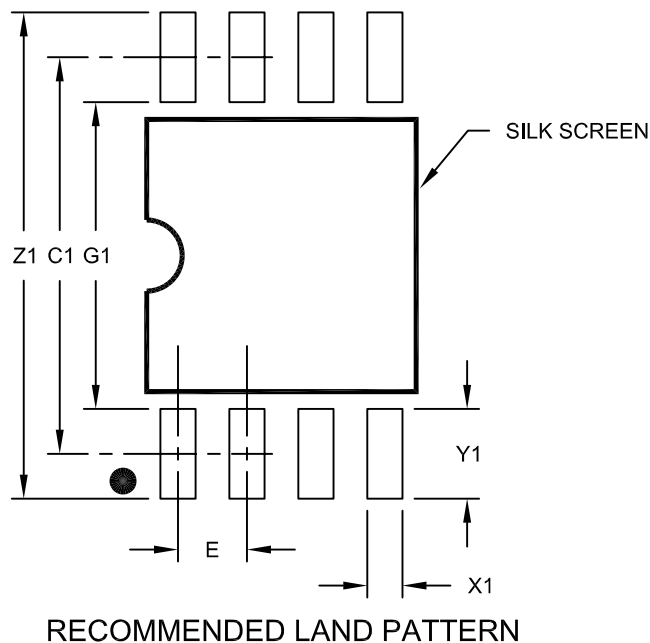 SILK SCREEN
Z1
C1
G1
Y1
E
X1
RECOMMENDED LAND PATTERN